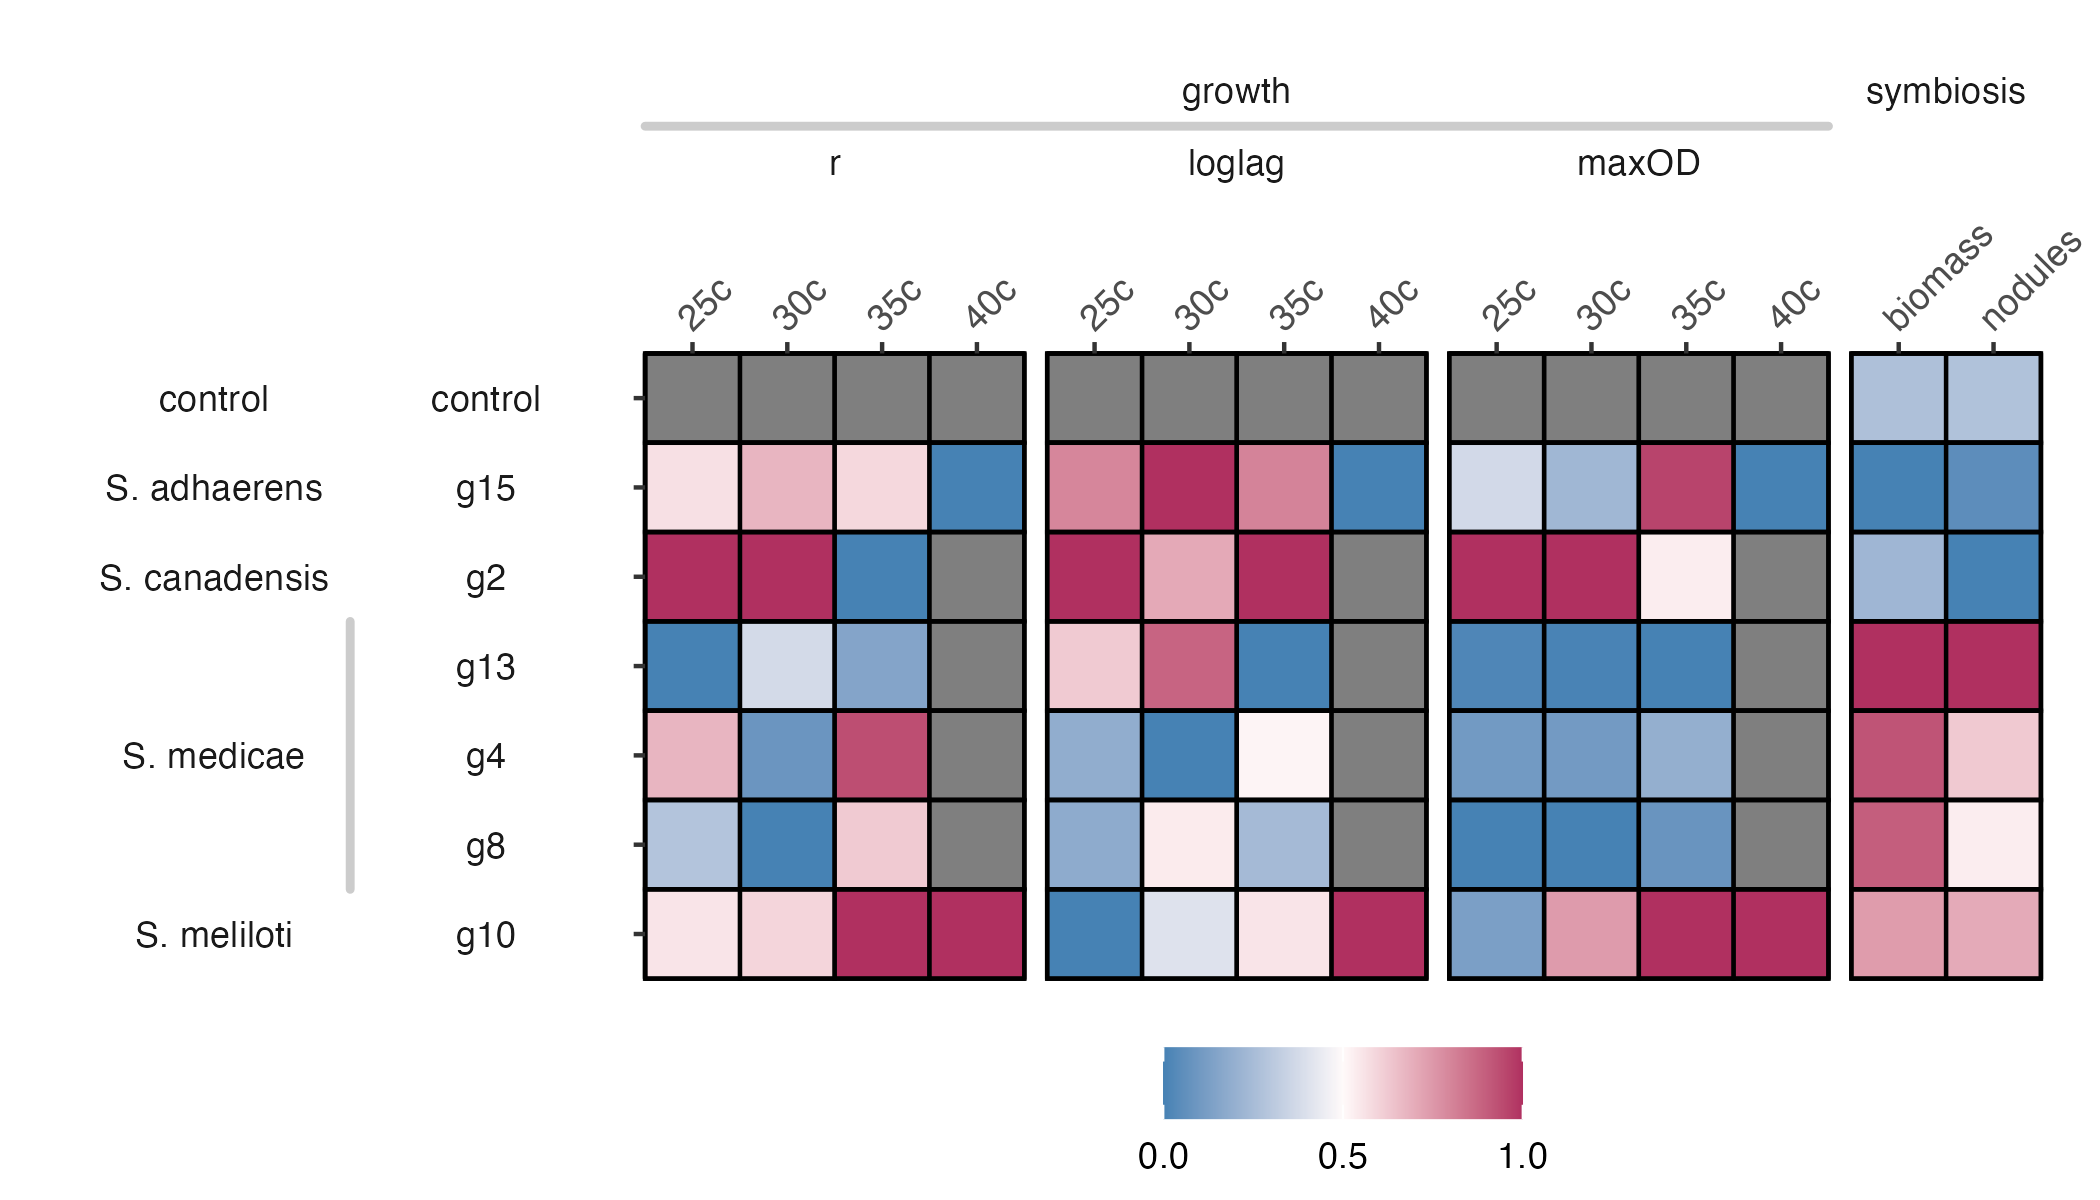 growth symbiosis
r loglag maxOD
25c 30c 35c 40c 25c 30c 35c 40c 25c 30c 35c 40c biomass nodules
control control
S. adhaerens g15
S. canadensis g2
g13
S. medicae g4
g8
S. meliloti g10
0.0 0.5 1.0